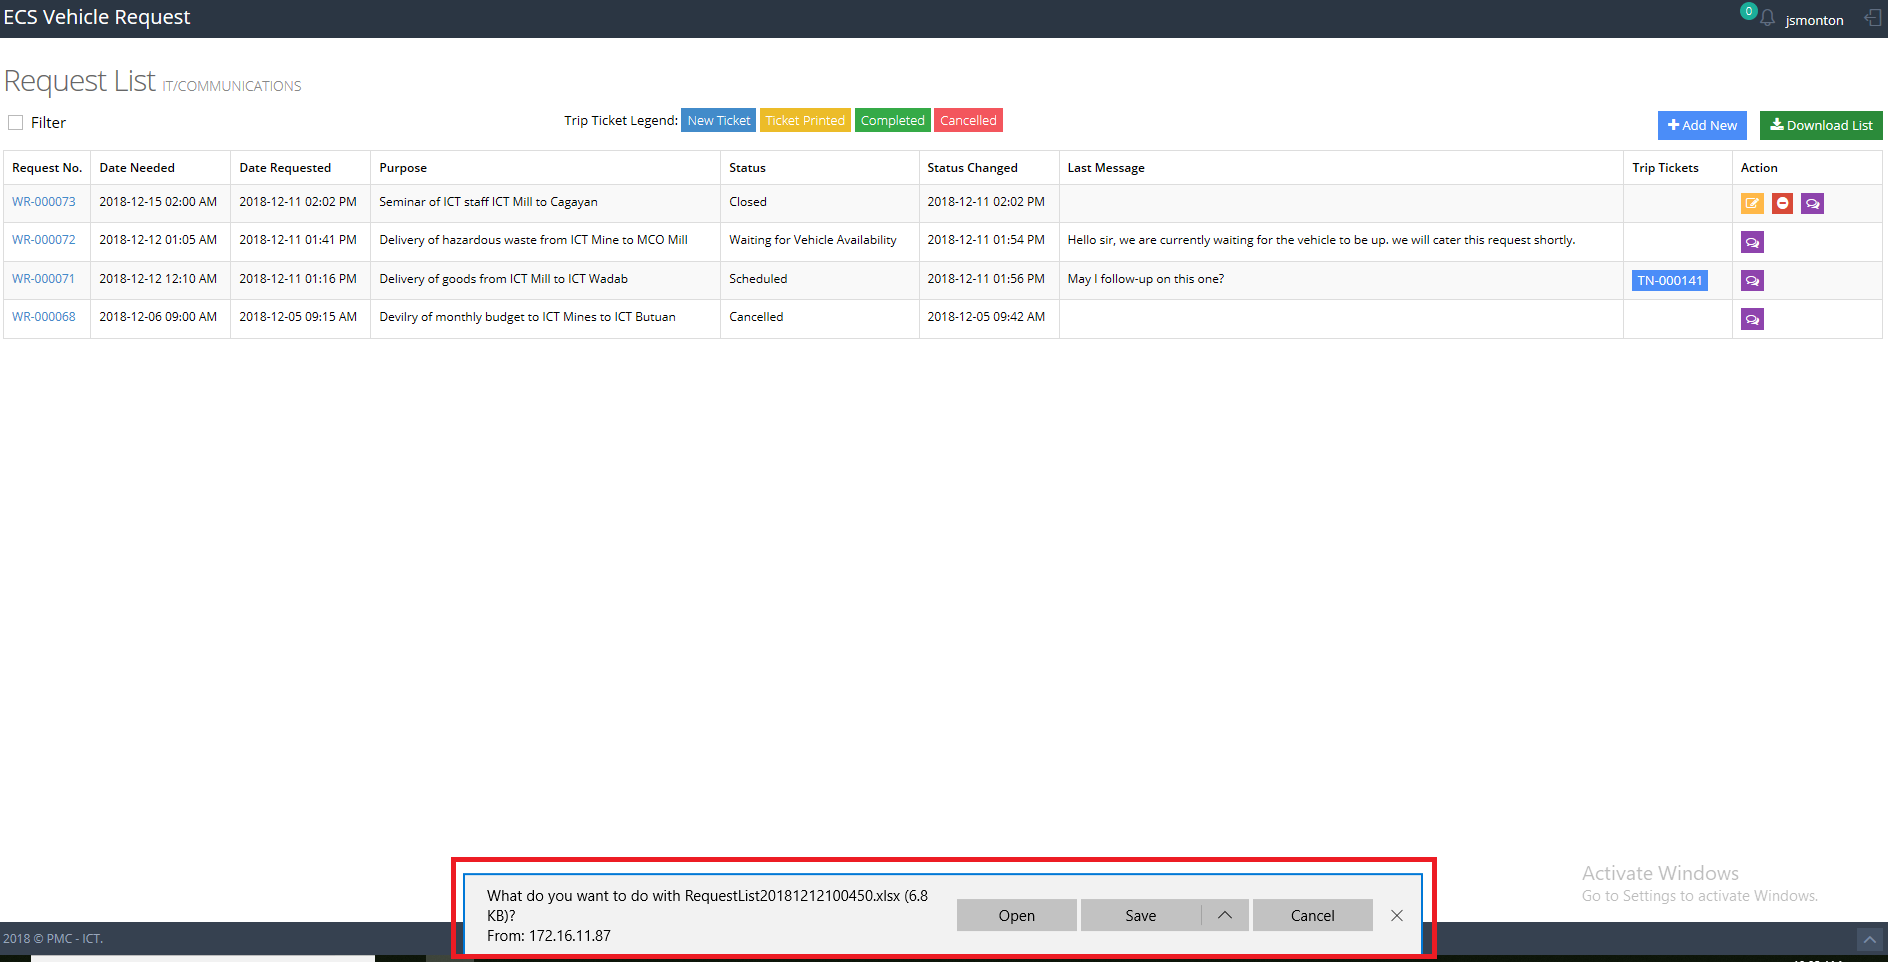 ECS Vehicle Request
0
jsmonton
Request List IT/COMMUNICATIONS
Filter
Trip Ticket Legend: New Ticket Ticket Printed Completed Cancelled
Add New Download List
Request No. Date Needed Date Requested Purpose Status Status Changed Last Message Trip Tickets Action
WR-000073 2018-12-15 02:00 AM 2018-12-11 02:02 PM Seminar of ICT staff ICT Mill to Cagayan Closed 2018-12-11 02:02 PM
WR-000072 2018-12-12 01:05 AM 2018-12-11 01:41 PM Delivery of hazardous waste from ICT Mine to MCO Mill Waiting for Vehicle Availability 2018-12-11 01:54 PM Hello sir, we are currently waiting for the vehicle to be up. we will cater this request shortly.
WR-000071 2018-12-12 12:10 AM 2018-12-11 01:16 PM Delivery of goods from ICT Mill to ICT Wadab Scheduled 2018-12-11 01:56 PM May I follow-up on this one? TN-000141
WR-000068 2018-12-06 09:00 AM 2018-12-05 09:15 AM Devilry of monthly budget to ICT Mines to ICT Butuan Cancelled 2018-12-05 09:42 AM
Activate Windows
Go to Settings to activate Windows.
What do you want to do with RequestList20181212100450.xlsx (6.8
KB)?
From: 172.16.11.87
Open Save Cancel
2018 © PMC - ICT.